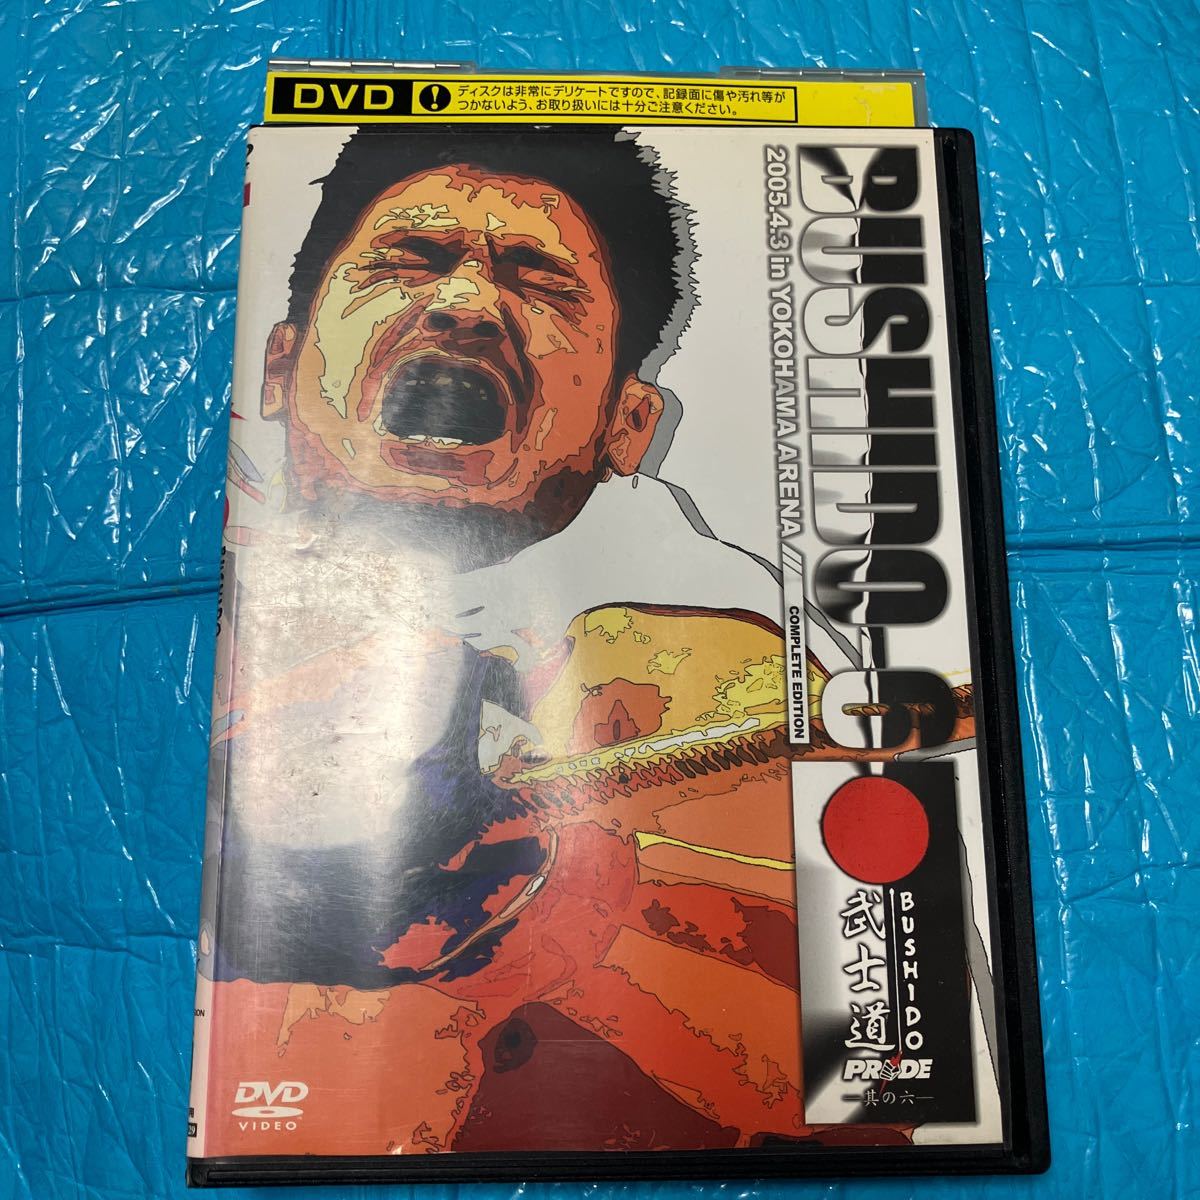 DVD
ディスクは非常にデリケートですので、記録面に傷や汚れ等が
つかないよう、お取り扱いには十分ご注意ください。
BUSHIDO-6
2005.4.3 in YOKOHAMA ARENA ///
COMPLETE EDITION
武士道
BUSHIDO
PRIDE
―其の六―
DVD
VIDEO